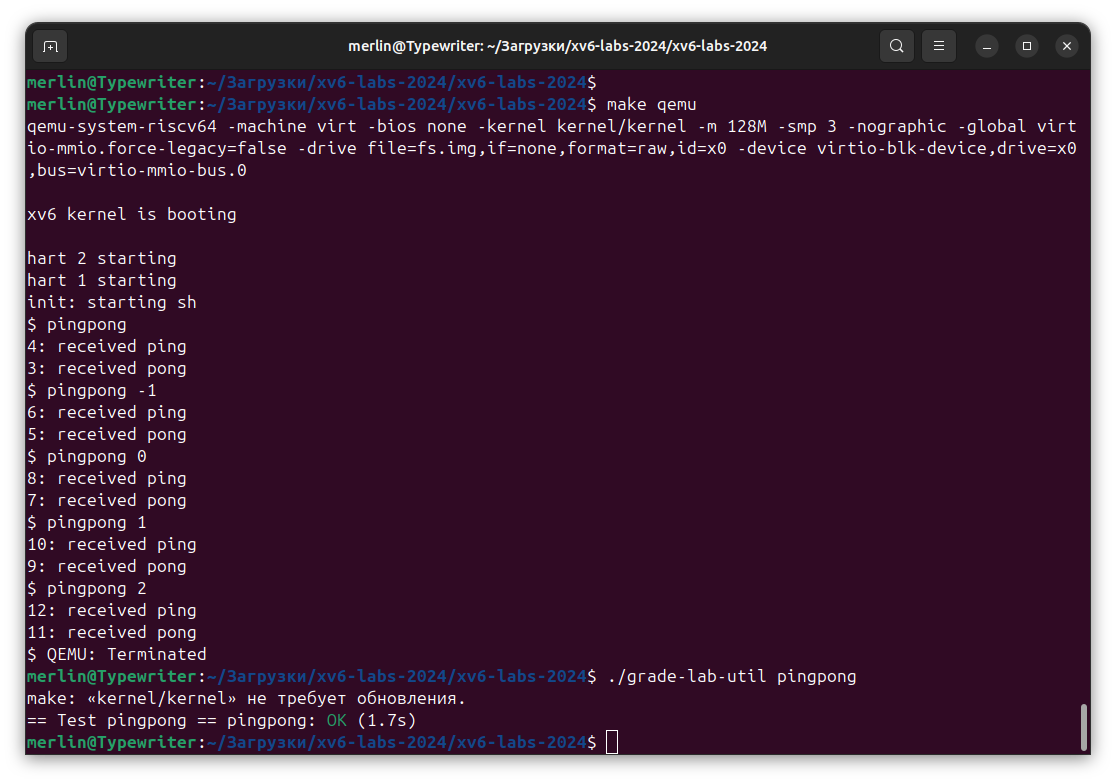 merlin@Typewriter: ~/Загрузки/xv6-labs-2024/xv6-labs-2024
merlin@Typewriter:~/Загрузки/xv6-labs-2024/xv6-labs-2024$
merlin@Typewriter:~/Загрузки/xv6-labs-2024/xv6-labs-2024$ make qemu
qemu-system-riscv64 -machine virt -bios none -kernel kernel/kernel -m 128M -smp 3 -nographic -global virt
io-mmio.force-legacy=false -drive file=fs.img,if=none,format=raw,id=x0 -device virtio-blk-device,drive=x0
,bus=virtio-mmio-bus.0
xv6 kernel is booting
hart 2 starting
hart 1 starting
init: starting sh
$ pingpong
4: received ping
3: received pong
$ pingpong -1
6: received ping
5: received pong
$ pingpong 0
8: received ping
7: received pong
$ pingpong 1
10: received ping
9: received pong
$ pingpong 2
12: received ping
11: received pong
$ QEMU: Terminated
merlin@Typewriter:~/Загрузки/xv6-labs-2024/xv6-labs-2024$ ./grade-lab-util pingpong
make: «kernel/kernel» не требует обновления.
== Test pingpong == pingpong: OK (1.7s)
merlin@Typewriter:~/Загрузки/xv6-labs-2024/xv6-labs-2024$